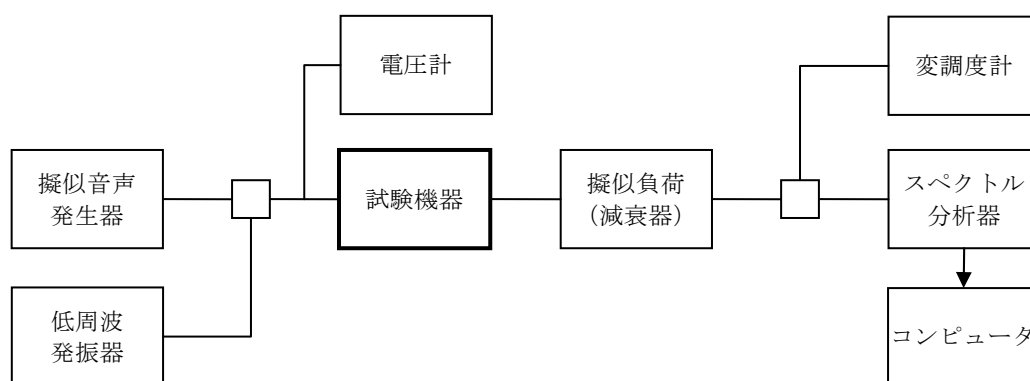 電圧計
変調度計
擬似音声
発生器
試験機器
擬似負荷
（減衰器）
スペクトル
分析器
低周波
発振器
コンピュータ